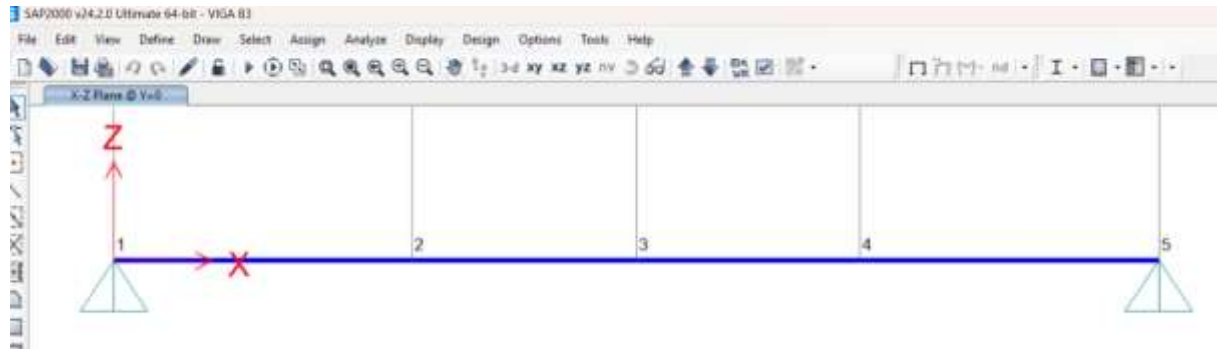 SAP2000 v24.2.0 Ultimate 64-bit - VIGA B3
File Edit View Define Draw Select Assign Analyze Display Design Options Tools Help
3-d xy xz yz nv
X-Z Plane @ Y=0
Z
1 2 3 4 5
X